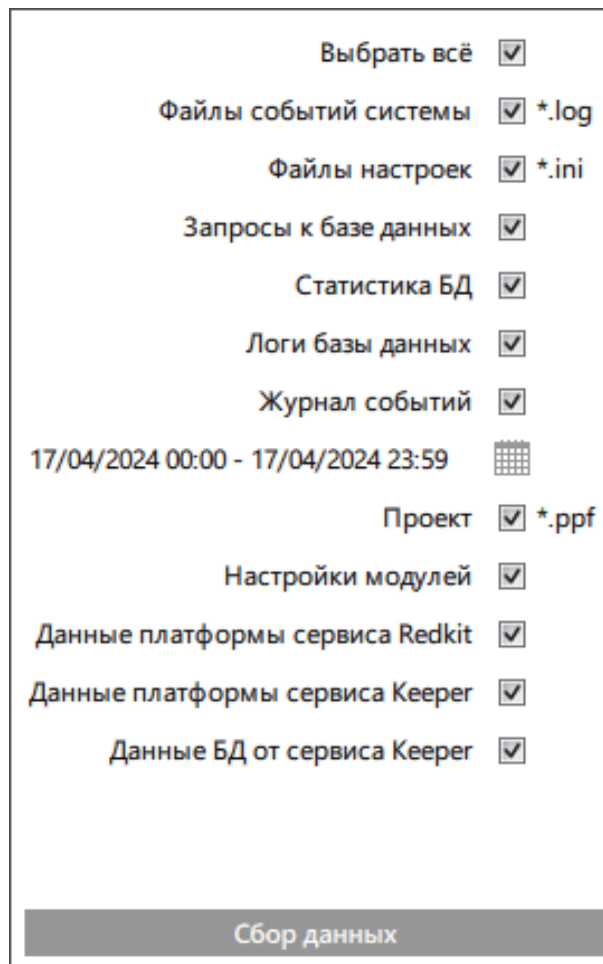 Выбрать всё
Файлы событий системы *.log
Файлы настроек *.ini
Запросы к базе данных
Статистика БД
Логи базы данных
Журнал событий
17/04/2024 00:00 - 17/04/2024 23:59
Проект *.ppf
Настройки модулей
Данные платформы сервиса Redkit
Данные платформы сервиса Keeper
Данные БД от сервиса Keeper
Сбор данных